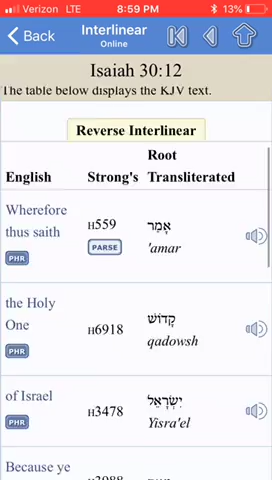 Verizon LTE 8:59 PM 13%
Back Interlinear
Online
Isaiah 30:12
The table below displays the KJV text.
Reverse Interlinear
English Strong's Root Transliterated
Wherefore thus saith PHR H559 PARSE אָמַר 'amar
the Holy One PHR H6918 קָדוֹשׁ qadowsh
of Israel PHR H3478 יִשְׂרָאֵל Yisra'el
Because ye